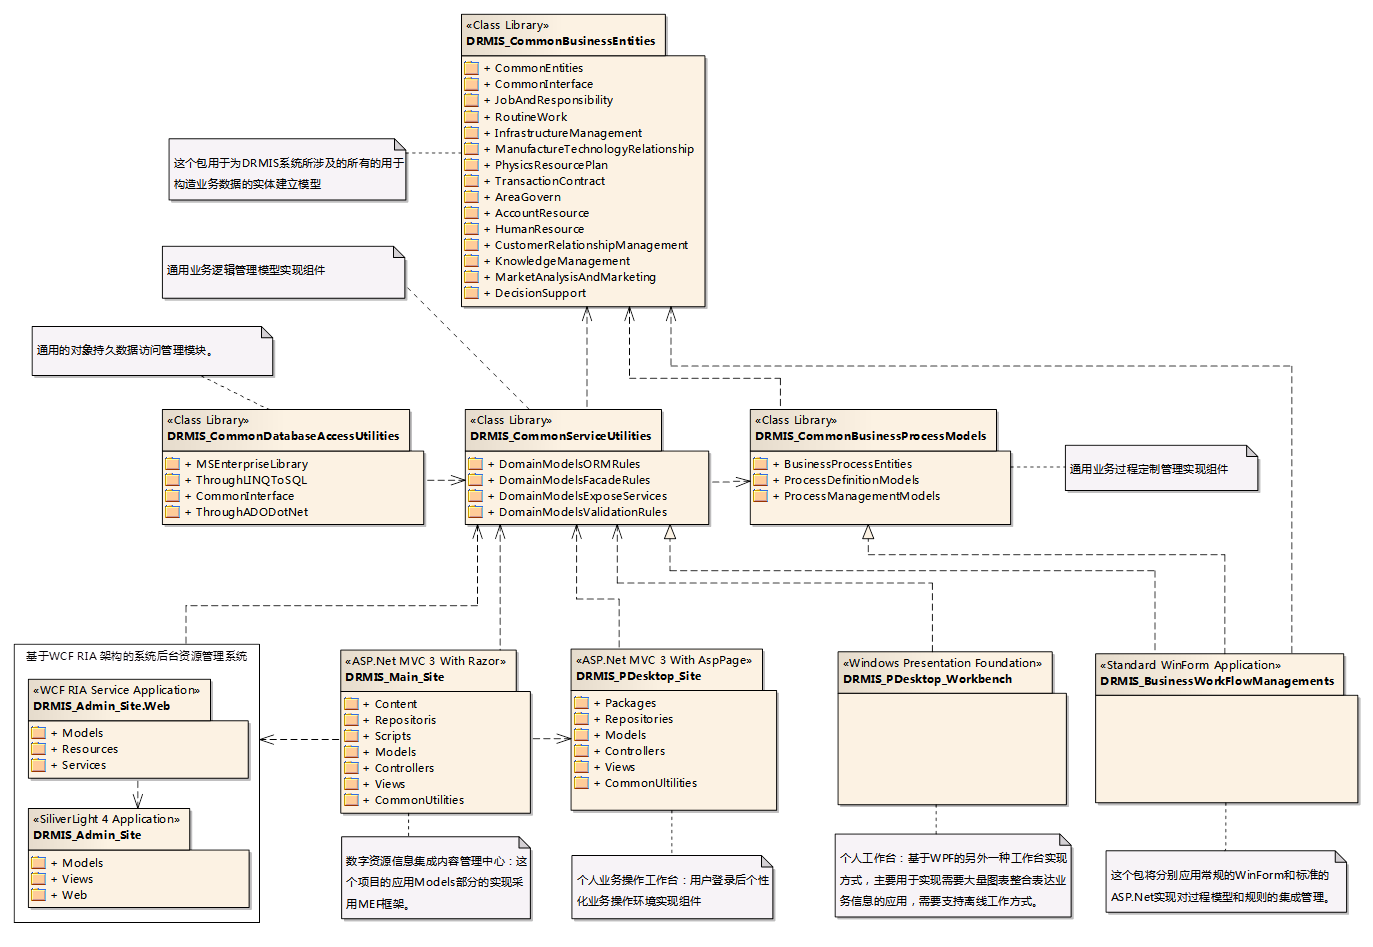 «Class Library»
DRMIS_CommonBusinessEntities
+ CommonEntities
+ CommonInterface
+ JobAndResponsibility
+ RoutineWork
+ InfrastructureManagement
+ ManufactureTechnologyRelationship
+ PhysicsResourcePlan
+ TransactionContract
+ AreaGovern
+ AccountResource
+ HumanResource
+ CustomerRelationshipManagement
+ KnowledgeManagement
+ MarketAnalysisAndMarketing
+ DecisionSupport
这个包用于为DRMIS系统所涉及的所有的用于
构造业务数据的实体建立模型
通用业务逻辑管理模型实现组件
通用的对象持久数据访问管理模块。
«Class Library»
DRMIS_CommonDatabaseAccessUtilities
+ MSEnterpriseLibrary
+ ThroughLINQToSQL
+ CommonInterface
+ ThroughADODotNet
«Class Library»
DRMIS_CommonServiceUtilities
+ DomainModelsORMRules
+ DomainModelsFacadeRules
+ DomainModelsExposeServices
+ DomainModelsValidationRules
«Class Library»
DRMIS_CommonBusinessProcessModels
+ BusinessProcessEntities
+ ProcessDefinitionModels
+ ProcessManagementModels
通用业务过程定制管理实现组件
基于WCF RIA 架构的系统后台资源管理系统
«WCF RIA Service Application»
DRMIS_Admin_Site.Web
+ Models
+ Resources
+ Services
«SiliverLight 4 Application»
DRMIS_Admin_Site
+ Models
+ Views
+ Web
«ASP.Net MVC 3 With Razor»
DRMIS_Main_Site
+ Content
+ Repositoris
+ Scripts
+ Models
+ Controllers
+ Views
+ CommonUtilities
数字资源信息集成内容管理中心：这
个项目的应用Models部分的实现采
用MEF框架。
«ASP.Net MVC 3 With AspPage»
DRMIS_PDesktop_Site
+ Packages
+ Repositories
+ Models
+ Controllers
+ Views
+ CommonUltilities
个人业务操作工作台：用户登录后个性
化业务操作环境实现组件
«Windows Presentation Foundation»
DRMIS_PDesktop_Workbench
个人工作台：基于WPF的另外一种工作台实现
方式，主要用于实现需要大量图表整合表达业
务信息的应用，需要支持离线工作方式。
«Standard WinForm Application»
DRMIS_BusinessWorkFlowManagements
这个包将分别应用常规的WinForm和标准的
ASP.Net实现对过程模型和规则的集成管理。